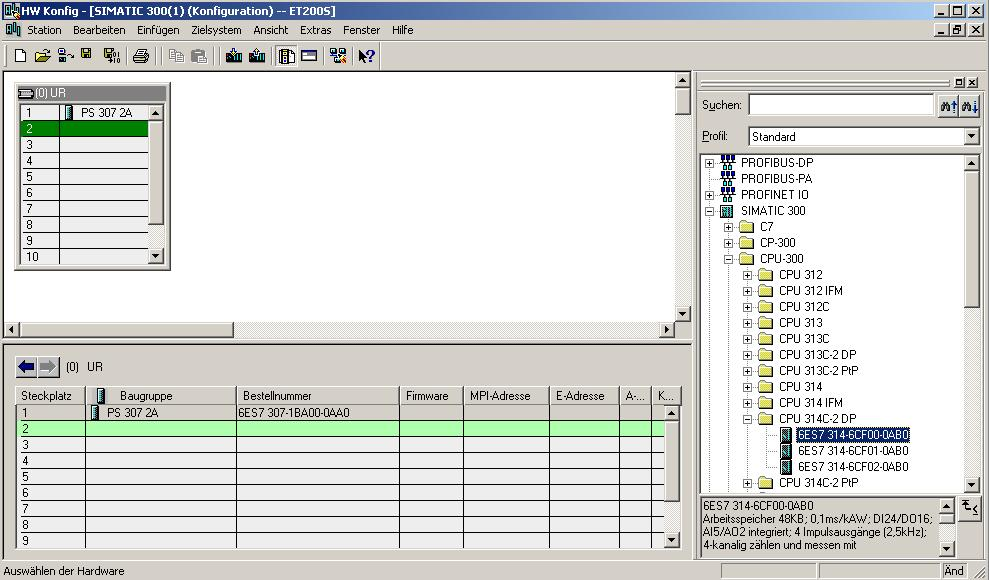 HW Konfig - [SIMATIC 300(1) (Konfiguration) -- ET200S]
Station Bearbeiten Einfügen Zielsystem Ansicht Extras Fenster Hilfe
(0) UR
1 PS 307 2A
2
3
4
5
6
7
8
9
10
Suchen:
Profil: Standard
PROFIBUS-DP
PROFIBUS-PA
PROFINET IO
SIMATIC 300
C7
CP-300
CPU-300
CPU 312
CPU 312 IFM
CPU 312C
CPU 313
CPU 313C
CPU 313C-2 DP
CPU 313C-2 PtP
CPU 314
CPU 314 IFM
CPU 314C-2 DP
6ES7 314-6CF00-0AB0
6ES7 314-6CF01-0AB0
6ES7 314-6CF02-0AB0
CPU 314C-2 PtP
(0) UR
Steckplatz Baugruppe Bestellnummer Firmware MPI-Adresse E-Adresse A-... K...
1 PS 307 2A 6ES7 307-1BA00-0AA0
2
3
4
5
6
7
8
9
6ES7 314-6CF00-0AB0
Arbeitsspeicher 48KB; 0,1ms/kAW; DI24/DO16;
AI5/AO2 integriert; 4 Impulsausgänge (2,5kHz);
4-kanalig zählen und messen mit
Auswählen der Hardware Änd